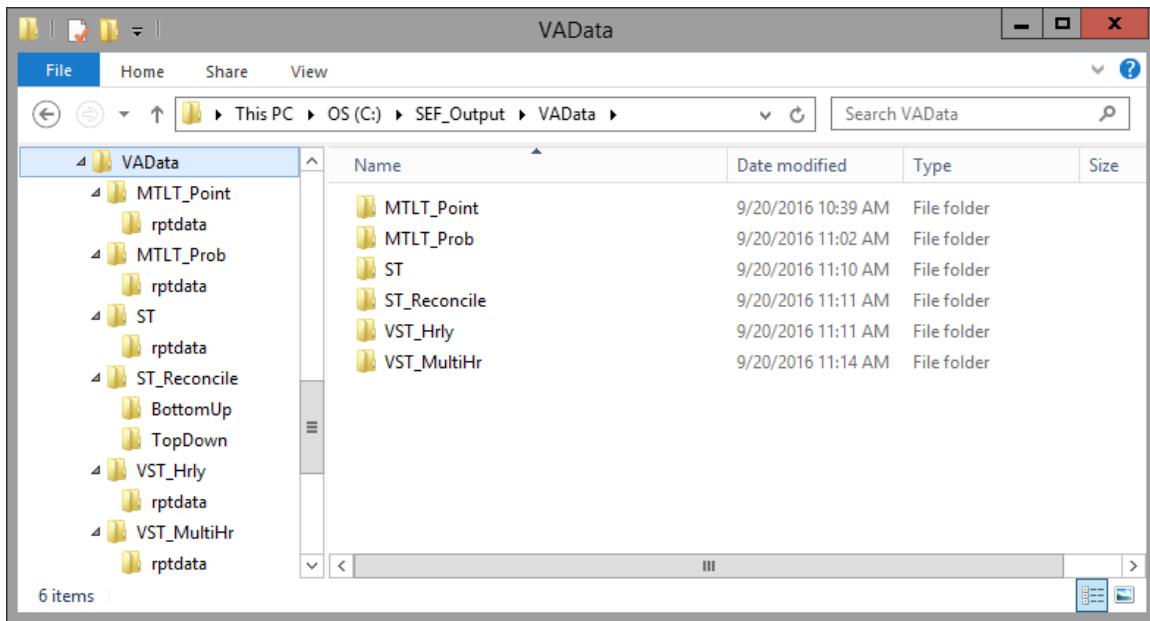 VAData
File Home Share View
This PC OS (C:) SEF_Output VAData Search VAData
VAData
MTLT_Point
rptdata
MTLT_Prob
rptdata
ST
rptdata
ST_Reconcile
BottomUp
TopDown
VST_Hrly
rptdata
VST_MultiHr
rptdata
Name Date modified Type Size
MTLT_Point 9/20/2016 10:39 AM File folder
MTLT_Prob 9/20/2016 11:02 AM File folder
ST 9/20/2016 11:10 AM File folder
ST_Reconcile 9/20/2016 11:11 AM File folder
VST_Hrly 9/20/2016 11:11 AM File folder
VST_MultiHr 9/20/2016 11:14 AM File folder
6 items